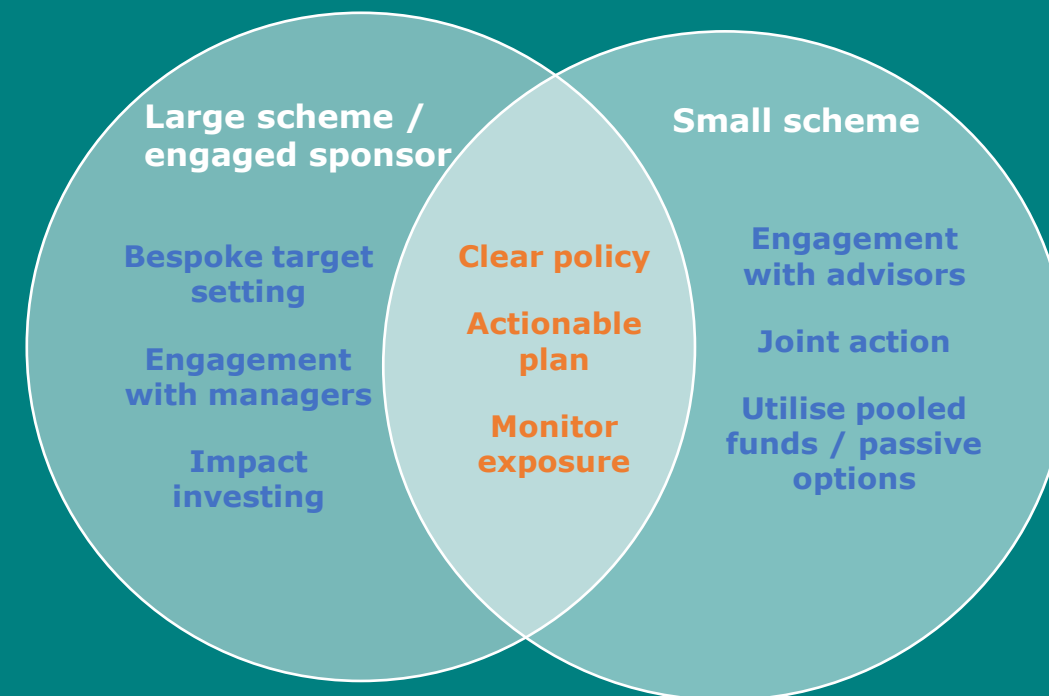 Large scheme /
engaged sponsor
Bespoke target
setting
Engagement
with managers
Impact
investing
Clear policy
Actionable
plan
Monitor
exposure
Small scheme
Engagement
with advisors
Joint action
Utilise pooled
funds / passive
options